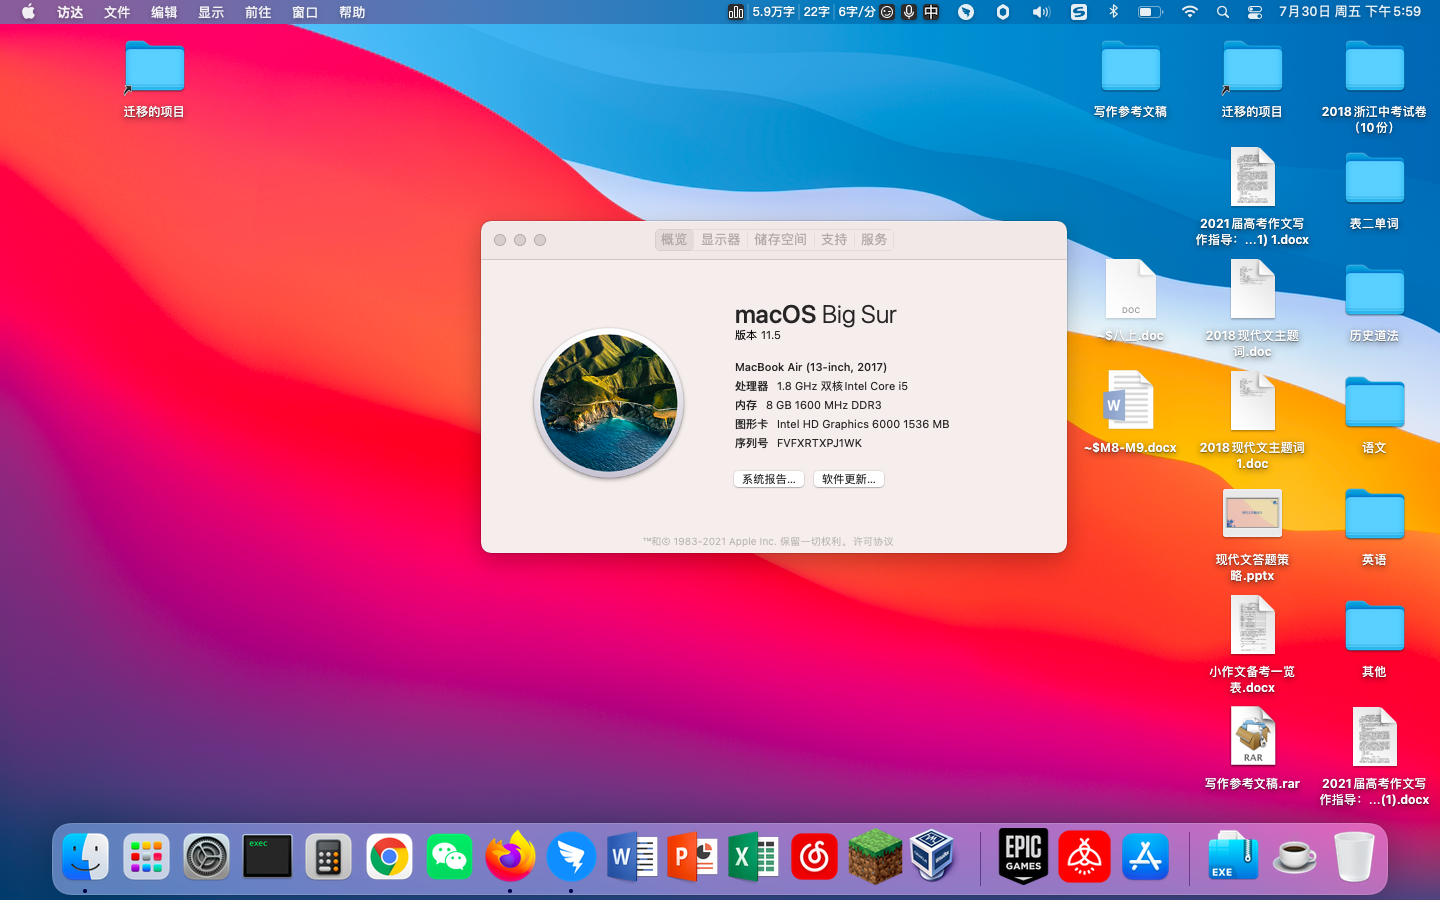 访达 文件 编辑 显示 前往 窗口 帮助
5.9万字 22字 6字/分 中 7月30日 周五 下午5:59
迁移的项目
写作参考文稿
迁移的项目
2018浙江中考试卷
（10份）
2021届高考作文写
作指导：...1) 1.docx
表二单词
DOC
~$八上.doc
2018现代文主题
词.doc
历史道法
W
~$M8-M9.docx
2018现代文主题词
1.doc
语文
现代文答题策
略.pptx
英语
小作文备考一览
表.docx
其他
RAR
写作参考文稿.rar
2021届高考作文写
作指导：...(1).docx
概览 显示器 储存空间 支持 服务
macOS Big Sur
版本 11.5
MacBook Air (13-inch, 2017)
处理器 1.8 GHz 双核Intel Core i5
内存 8 GB 1600 MHz DDR3
图形卡 Intel HD Graphics 6000 1536 MB
序列号 FVFXRTXPJ1WK
系统报告... 软件更新...
™和© 1983-2021 Apple Inc. 保留一切权利。许可协议
exec
W
P
X
EPIC
GAMES
EXE